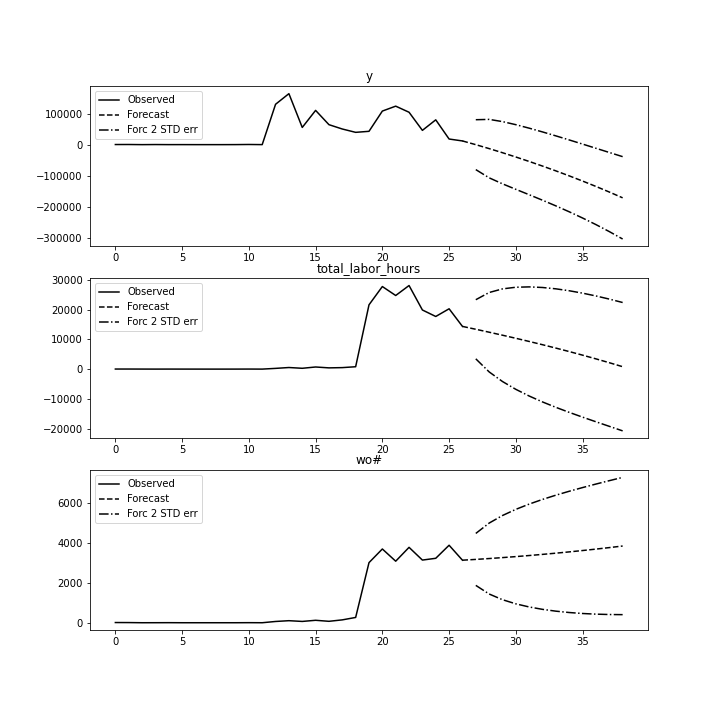 y
Observed
Forecast
Forc 2 STD err
100000
0
−100000
−200000
−300000
0 5 10 15 20 25 30 35
total_labor_hours
Observed
Forecast
Forc 2 STD err
30000
20000
10000
0
−10000
−20000
0 5 10 15 20 25 30 35
wo#
Observed
Forecast
Forc 2 STD err
6000
4000
2000
0
0 5 10 15 20 25 30 35